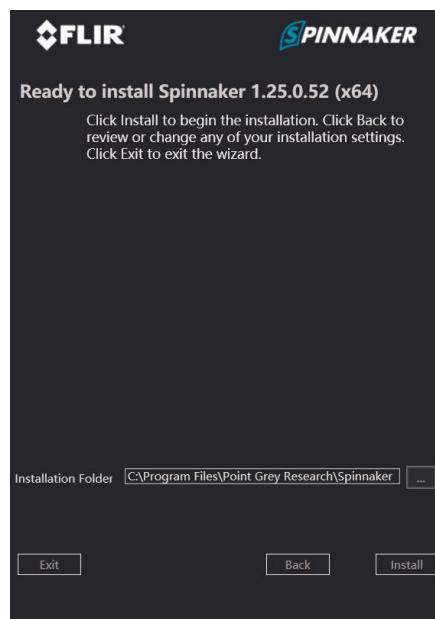 FLIR SPINNAKER
Ready to install Spinnaker 1.25.0.52 (x64)
Click Install to begin the installation. Click Back to
review or change any of your installation settings.
Click Exit to exit the wizard.
Installation Folder C:\Program Files\Point Grey Research\Spinnaker ...
Exit Back Install